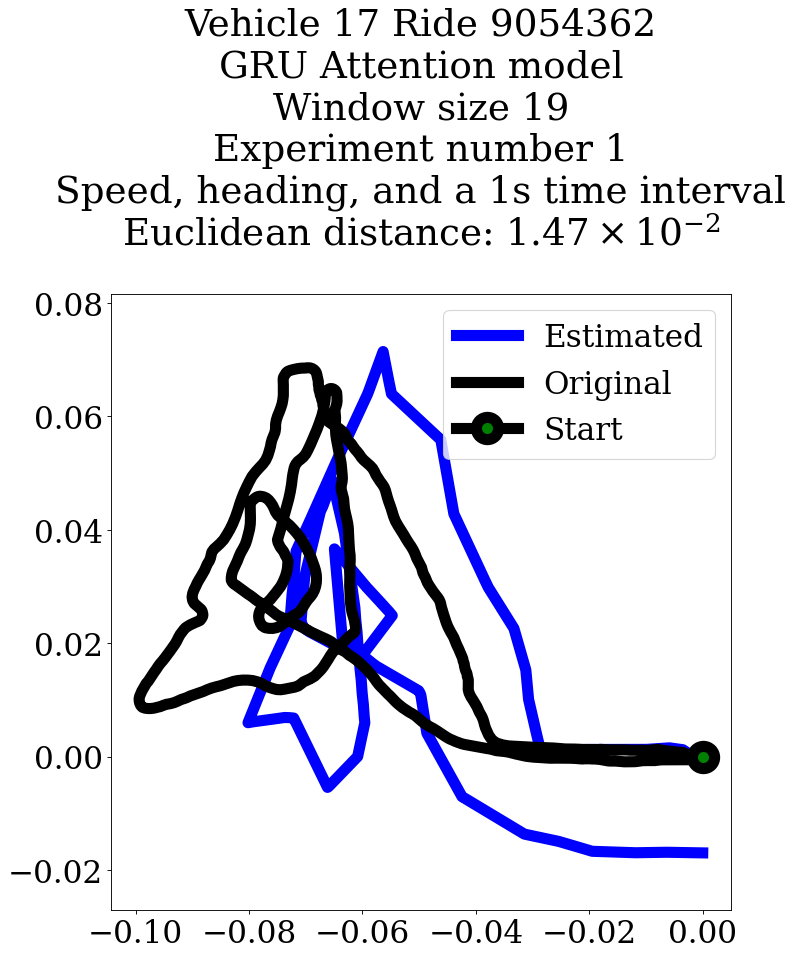 Vehicle 17 Ride 9054362
GRU Attention model
Window size 19
Experiment number 1
Speed, heading, and a 1s time interval
Euclidean distance: 1.47 × 10⁻²
0.08
0.06
0.04
0.02
0.00
−0.02
Estimated
Original
Start
−0.10 −0.08 −0.06 −0.04 −0.02 0.00